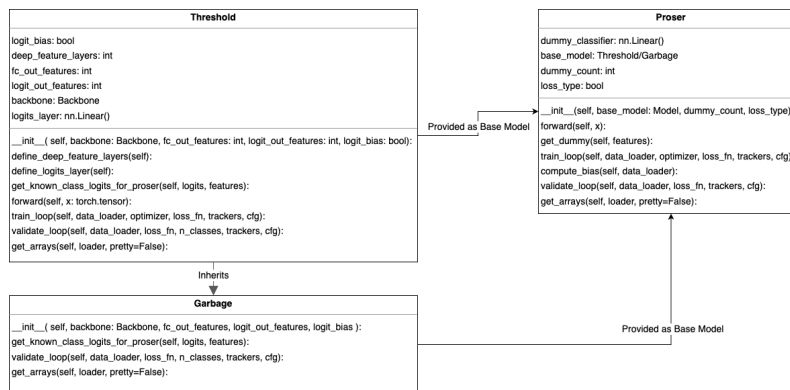 Threshold
logit_bias: bool
deep_feature_layers: int
fc_out_features: int
logit_out_features: int
backbone: Backbone
logits_layer: nn.Linear()
__init__( self, backbone: Backbone, fc_out_features: int, logit_out_features: int, logit_bias: bool):
define_deep_feature_layers(self):
define_logits_layer(self):
get_known_class_logits_for_proser(self, logits, features):
forward(self, x: torch.tensor):
train_loop(self, data_loader, optimizer, loss_fn, trackers, cfg):
validate_loop(self, data_loader, loss_fn, n_classes, trackers, cfg):
get_arrays(self, loader, pretty=False):
Inherits
Garbage
__init__( self, backbone: Backbone, fc_out_features, logit_out_features, logit_bias ):
get_known_class_logits_for_proser(self, logits, features):
validate_loop(self, data_loader, loss_fn, n_classes, trackers, cfg):
get_arrays(self, loader, pretty=False):
Provided as Base Model
Proser
dummy_classifier: nn.Linear()
base_model: Threshold/Garbage
dummy_count: int
loss_type: bool
__init__(self, base_model: Model, dummy_count, loss_type)
forward(self, x):
get_dummy(self, features):
train_loop(self, data_loader, optimizer, loss_fn, trackers, cfg)
compute_bias(self, data_loader):
validate_loop(self, data_loader, loss_fn, trackers, cfg):
get_arrays(self, loader, pretty=False):
Provided as Base Model